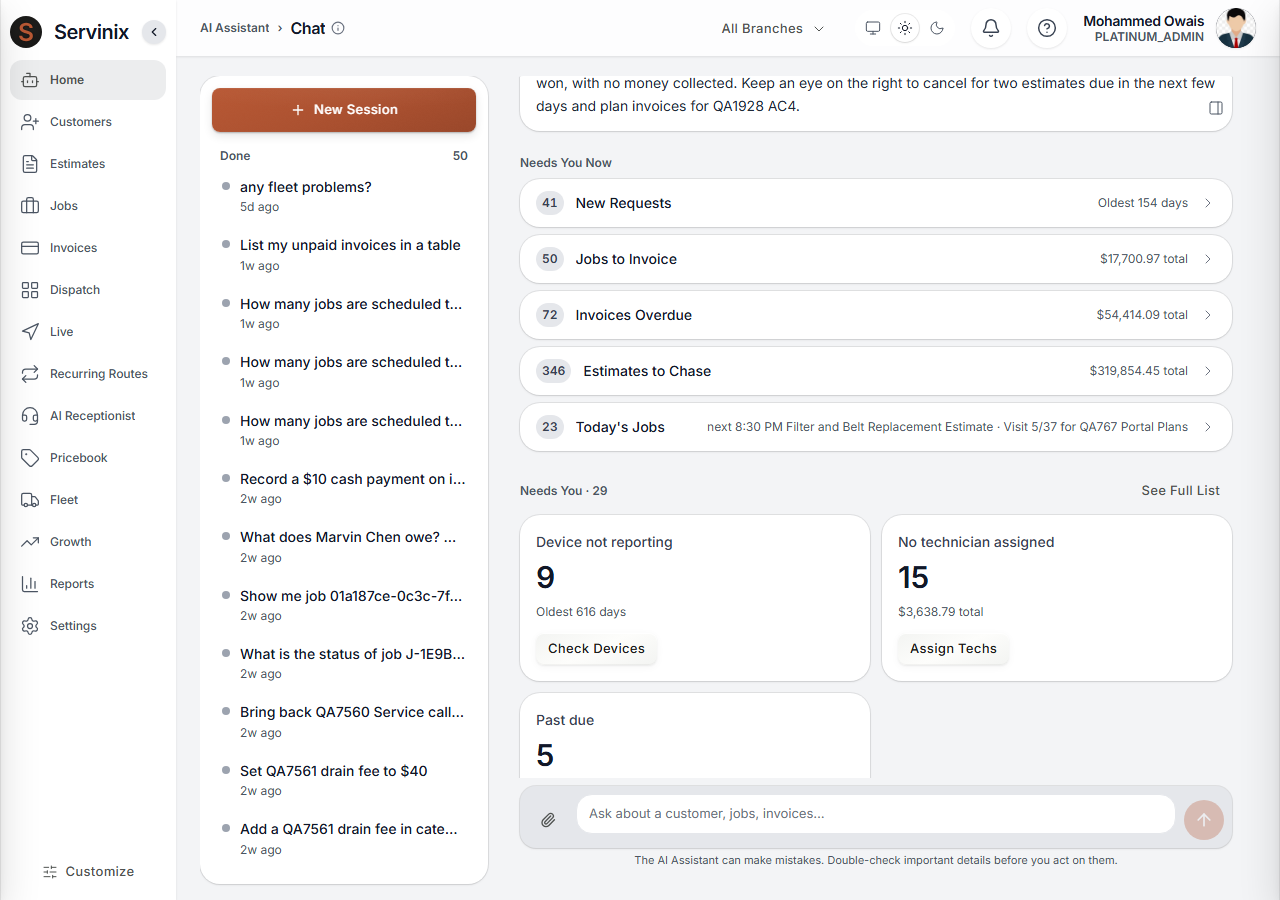 S Servinix
Home
Customers
Estimates
Jobs
Invoices
Dispatch
Live
Recurring Routes
AI Receptionist
Pricebook
Fleet
Growth
Reports
Settings
Customize
AI Assistant › Chat
All Branches
Mohammed Owais
PLATINUM_ADMIN
+ New Session
Done 50
any fleet problems?
5d ago
List my unpaid invoices in a table
1w ago
How many jobs are scheduled t...
1w ago
How many jobs are scheduled t...
1w ago
How many jobs are scheduled t...
1w ago
Record a $10 cash payment on i...
2w ago
What does Marvin Chen owe? ...
2w ago
Show me job 01a187ce-0c3c-7f...
2w ago
What is the status of job J-1E9B...
2w ago
Bring back QA7560 Service call...
2w ago
Set QA7561 drain fee to $40
2w ago
Add a QA7561 drain fee in cate...
2w ago
won, with no money collected. Keep an eye on the right to cancel for two estimates due in the next few
days and plan invoices for QA1928 AC4.
Needs You Now
41 New Requests Oldest 154 days
50 Jobs to Invoice $17,700.97 total
72 Invoices Overdue $54,414.09 total
346 Estimates to Chase $319,854.45 total
23 Today's Jobs next 8:30 PM Filter and Belt Replacement Estimate · Visit 5/37 for QA767 Portal Plans
Needs You · 29 See Full List
Device not reporting
9
Oldest 616 days
Check Devices
No technician assigned
15
$3,638.79 total
Assign Techs
Past due
5
Ask about a customer, jobs, invoices...
The AI Assistant can make mistakes. Double-check important details before you act on them.